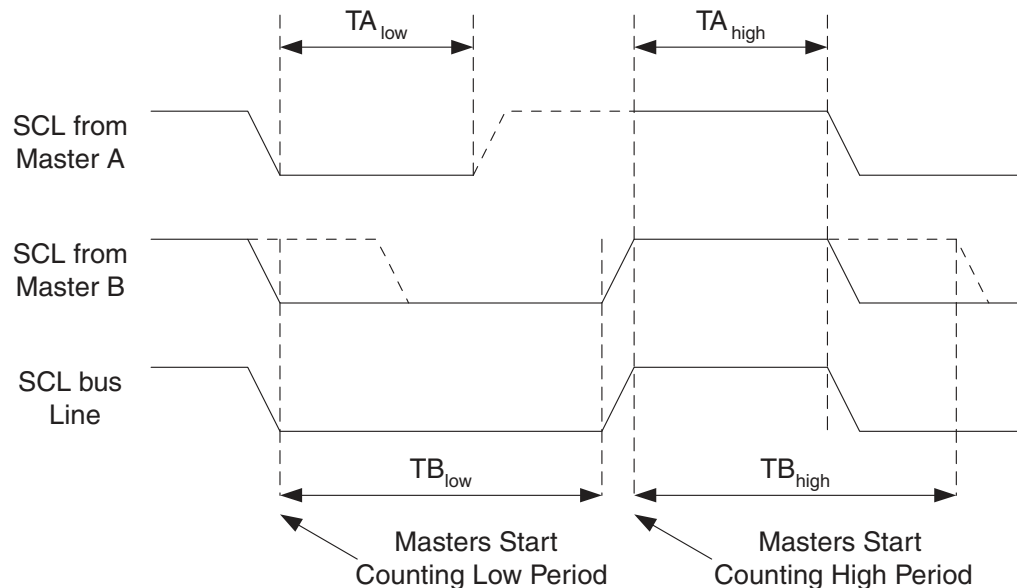 TA low
TA high
SCL from
Master A
SCL from
Master B
SCL bus
Line
TB low
TB high
Masters Start
Counting Low Period
Masters Start
Counting High Period